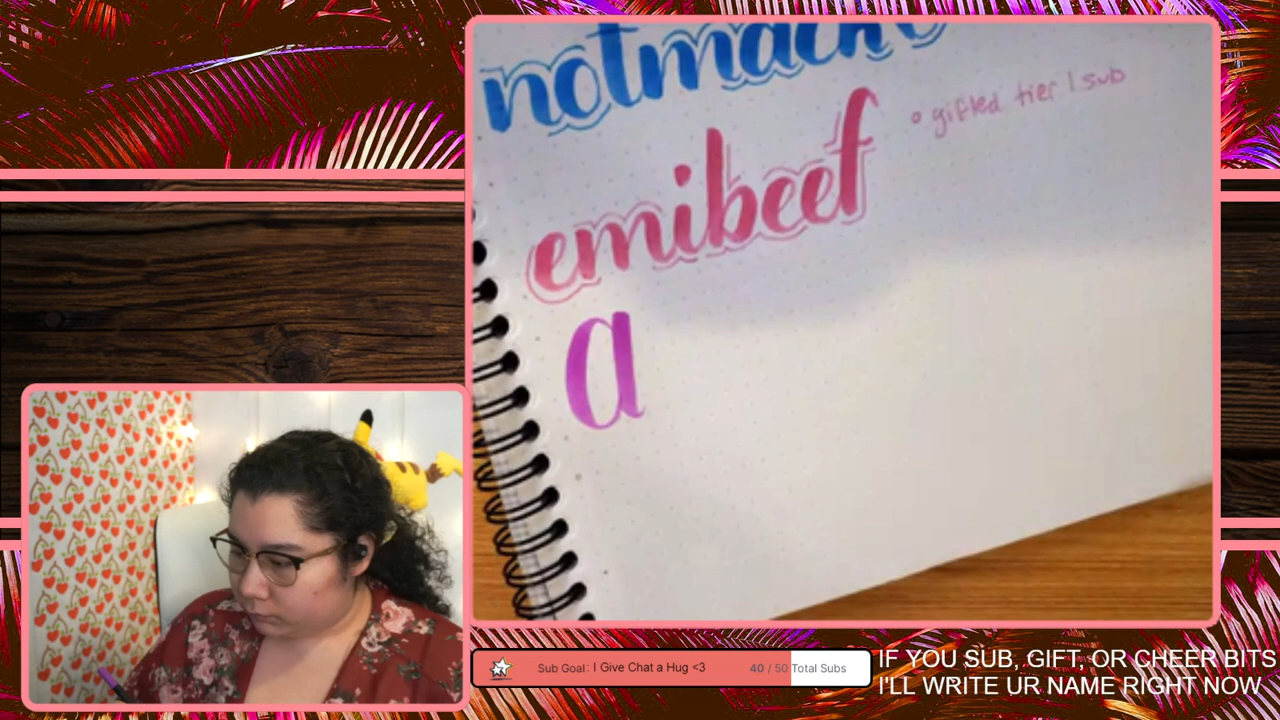 emibeef
o gifted tier 1 sub
a
Sub Goal: I Give Chat a Hug <3 40 / 50 Total Subs
IF YOU SUB, GIFT, OR CHEER BITS
I'LL WRITE UR NAME RIGHT NOW